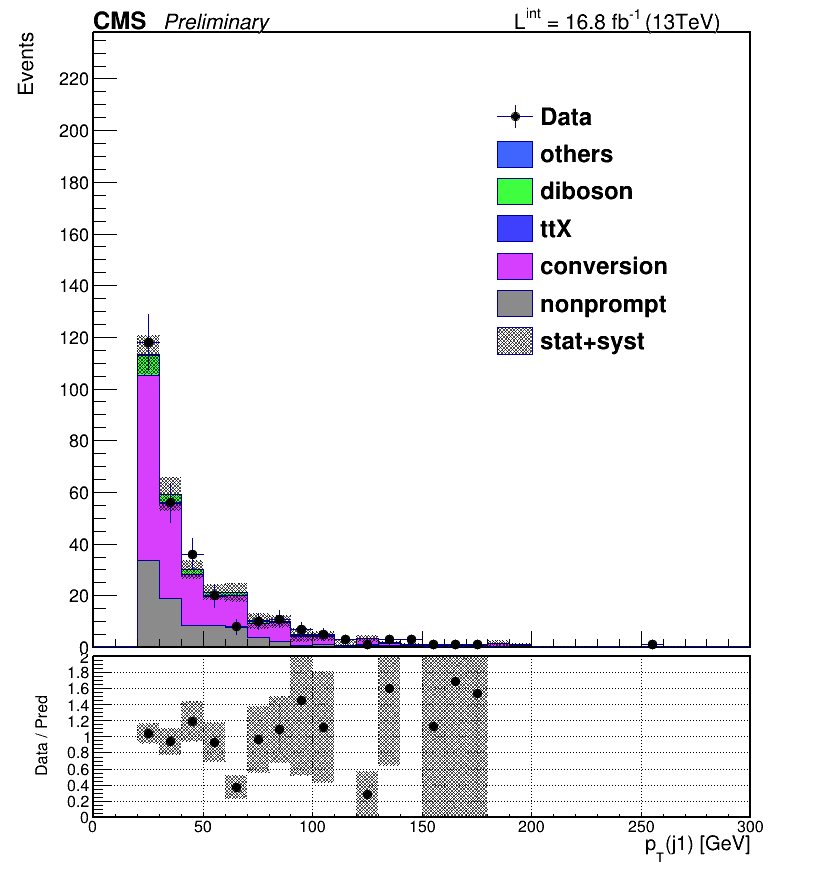 CMS Preliminary L^int = 16.8 fb^-1 (13TeV)
Events
220
200
180
160
140
120
100
80
60
40
20
0
Data
others
diboson
ttX
conversion
nonprompt
stat+syst
Data / Pred
2
1.8
1.6
1.4
1.2
1
0.8
0.6
0.4
0.2
0
0 50 100 150 200 250 300
p_T(j1) [GeV]